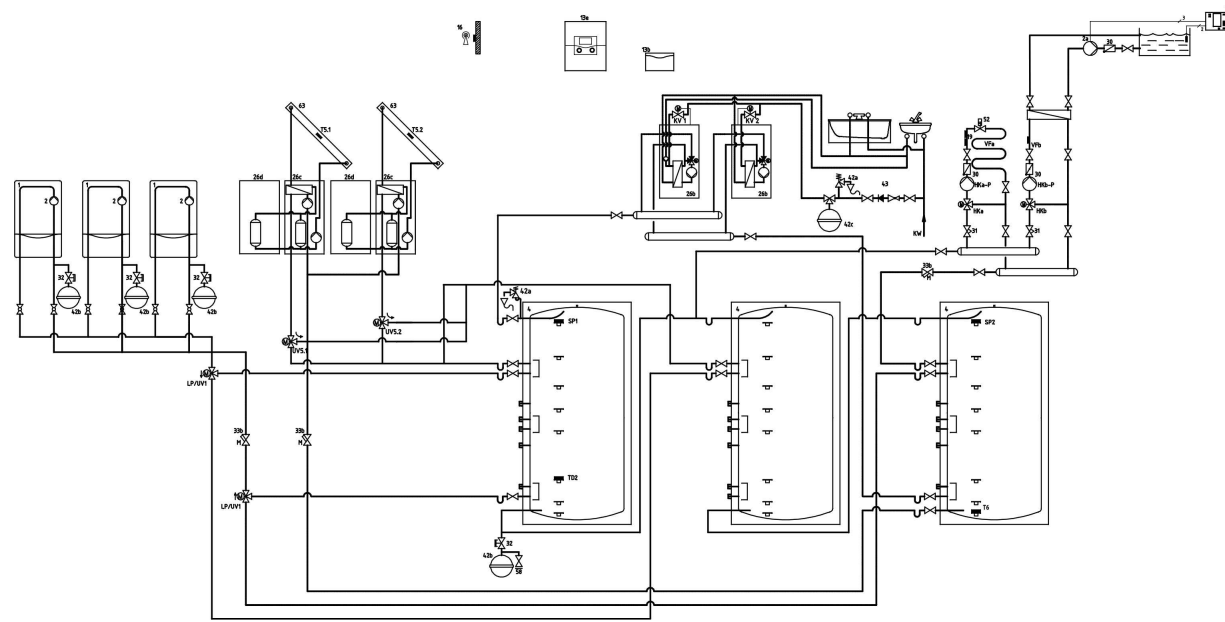 16
13a
13b
3
2a
30
1
63
63
T5.1
T5.2
KV 1
KV 2
52
19
VFa
VFb
26d
26c
26d
26c
26b
26b
42a
43
42c
KW
30
HKa-P
30
HKb-P
HKa
HKb
31
31
1
2
1
2
1
2
32
32
32
42b
42b
42b
33b
M
42a
4
SP1
4
4
SP2
UV5.2
UV5.1
LP/UV1
33b
M
33b
M
TD2
LP/UV1
T6
32
42b
58